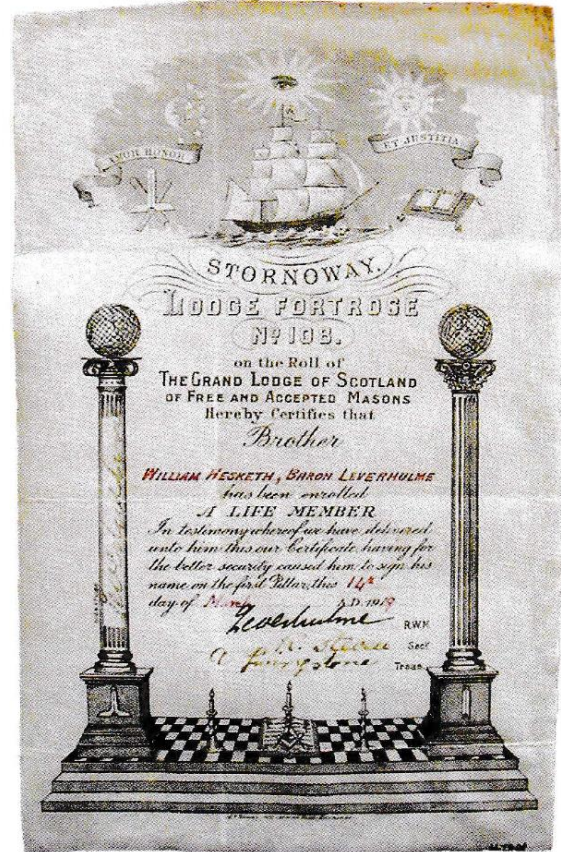 AMOR HONOR
ET JUSTITIA
STORNOWAY.
LODGE FORTROSE
No 108.
on the Roll of
THE GRAND LODGE OF SCOTLAND
OF FREE AND ACCEPTED MASONS
Hereby Certifies that
Brother
WILLIAM HESKETH, BARON LEVERHULME
has been enrolled
A LIFE MEMBER
In testimony whereof we have delivered
unto him this our Certificate, having for
the better security caused him to sign his
name on the first Pillar, this 14th
day of March A.D. 1919
Leverhulme R.W.M.
Secy
A Livingstone Treas.